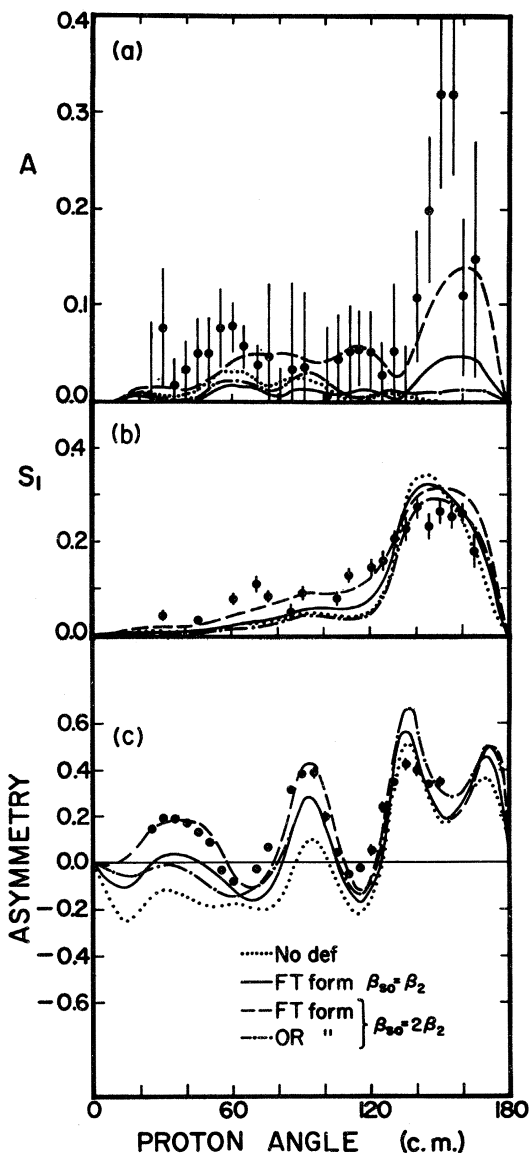 0.4
(a)
0.3
A
0.2
0.1
0.0
(b)
S1
0.4
0.2
0.0
(c)
0.6
0.4
0.2
0.0
-0.2
-0.4
-0.6
ASYMMETRY
No def
FT form βso=β2
FT form
OR " } βso=2β2
0 60 120 180
PROTON ANGLE (c.m.)